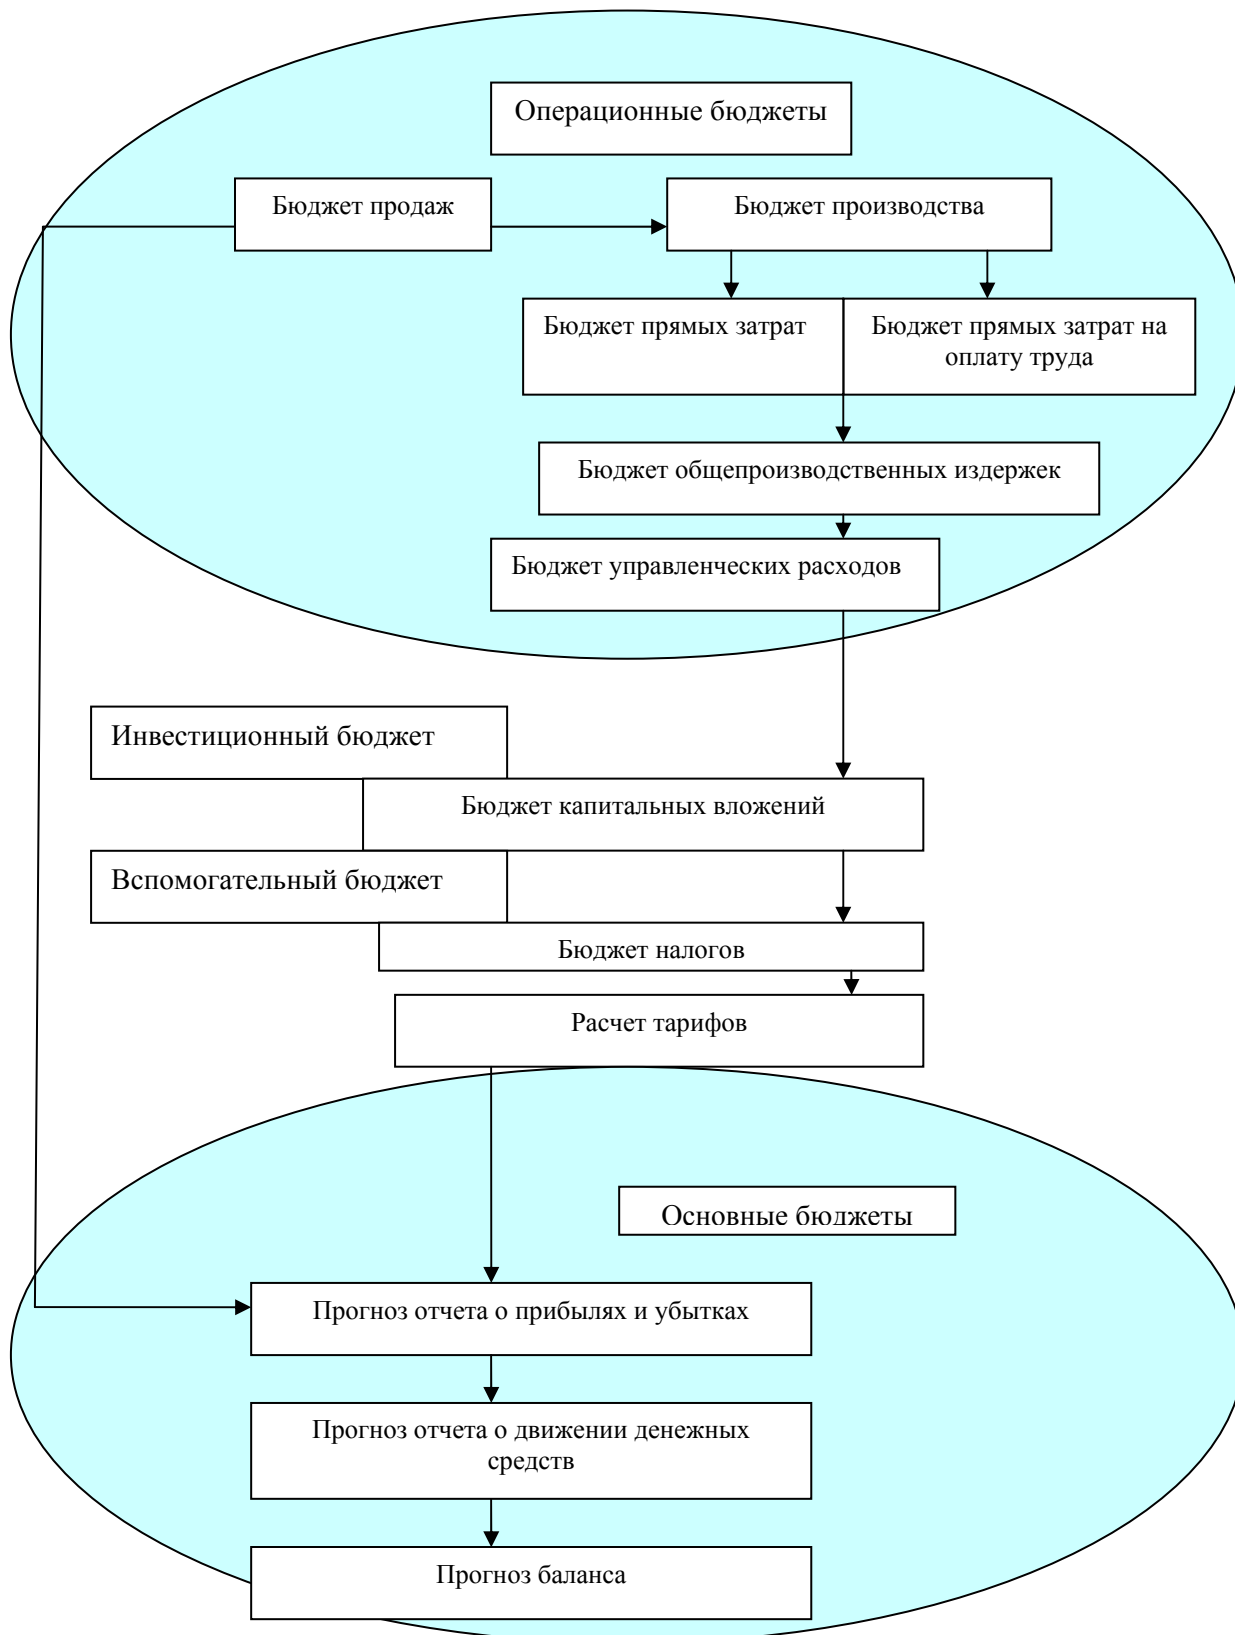 Операционные бюджеты
Бюджет продаж
Бюджет производства
Бюджет прямых затрат
Бюджет прямых затрат на
оплату труда
Бюджет общепроизводственных издержек
Бюджет управленческих расходов
Инвестиционный бюджет
Бюджет капитальных вложений
Вспомогательный бюджет
Бюджет налогов
Расчет тарифов
Основные бюджеты
Прогноз отчета о прибылях и убытках
Прогноз отчета о движении денежных
средств
Прогноз баланса